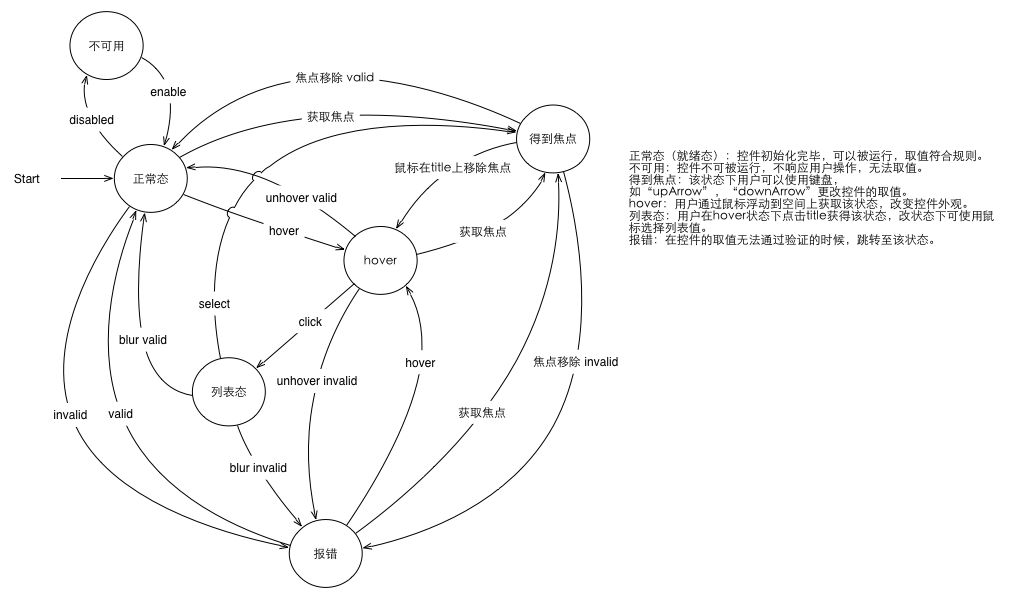 不可用
enable
disabled
焦点移除 valid
获取焦点
得到焦点
鼠标在title上移除焦点
Start
正常态
unhover valid
hover
获取焦点
hover
select
click
blur valid
unhover invalid
hover
焦点移除 invalid
列表态
invalid
valid
获取焦点
blur invalid
报错
正常态（就绪态）：控件初始化完毕，可以被运行，取值符合规则。
不可用：控件不可被运行，不响应用户操作，无法取值。
得到焦点：该状态下用户可以使用键盘，
如“upArrow”，“downArrow”更改控件的取值。
hover：用户通过鼠标浮动到空间上获取该状态，改变控件外观。
列表态：用户在hover状态下点击title获得该状态，改状态下可使用鼠
标选择列表值。
报错：在控件的取值无法通过验证的时候，跳转至该状态。